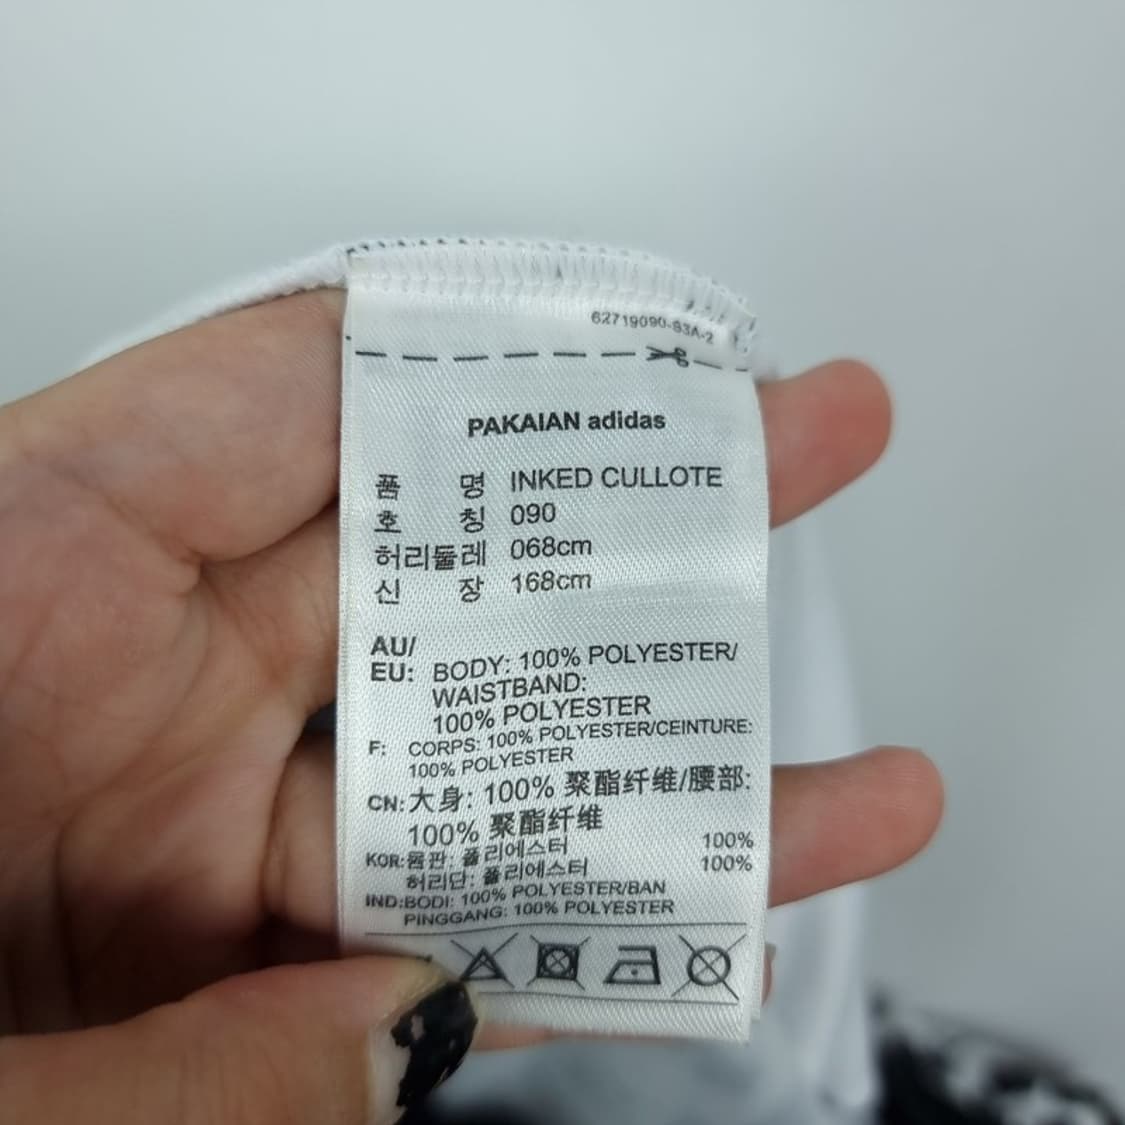 62719090-S3A-2
PAKAIAN adidas
품 명 INKED CULLOTE
호 칭 090
허리둘레 068cm
신 장 168cm
AU/
EU: BODY: 100% POLYESTER/
WAISTBAND:
100% POLYESTER
F: CORPS: 100% POLYESTER/CEINTURE:
100% POLYESTER
CN: 大身: 100% 聚酯纤维/腰部:
100% 聚酯纤维
KOR:몸판: 폴리에스터 100%
허리단: 폴리에스터 100%
IND:BODI: 100% POLYESTER/BAN
PINGGANG: 100% POLYESTER